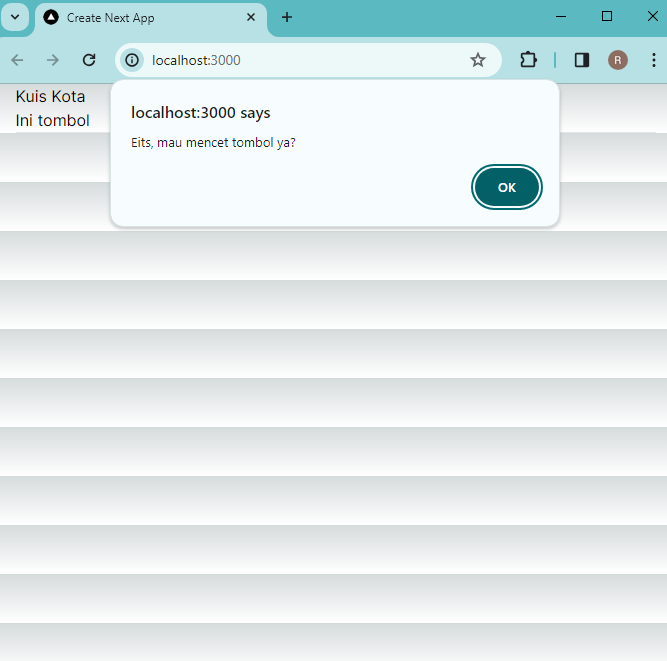 Create Next App
localhost:3000
R
Kuis Kota
Ini tombol
localhost:3000 says
Eits, mau mencet tombol ya?
OK